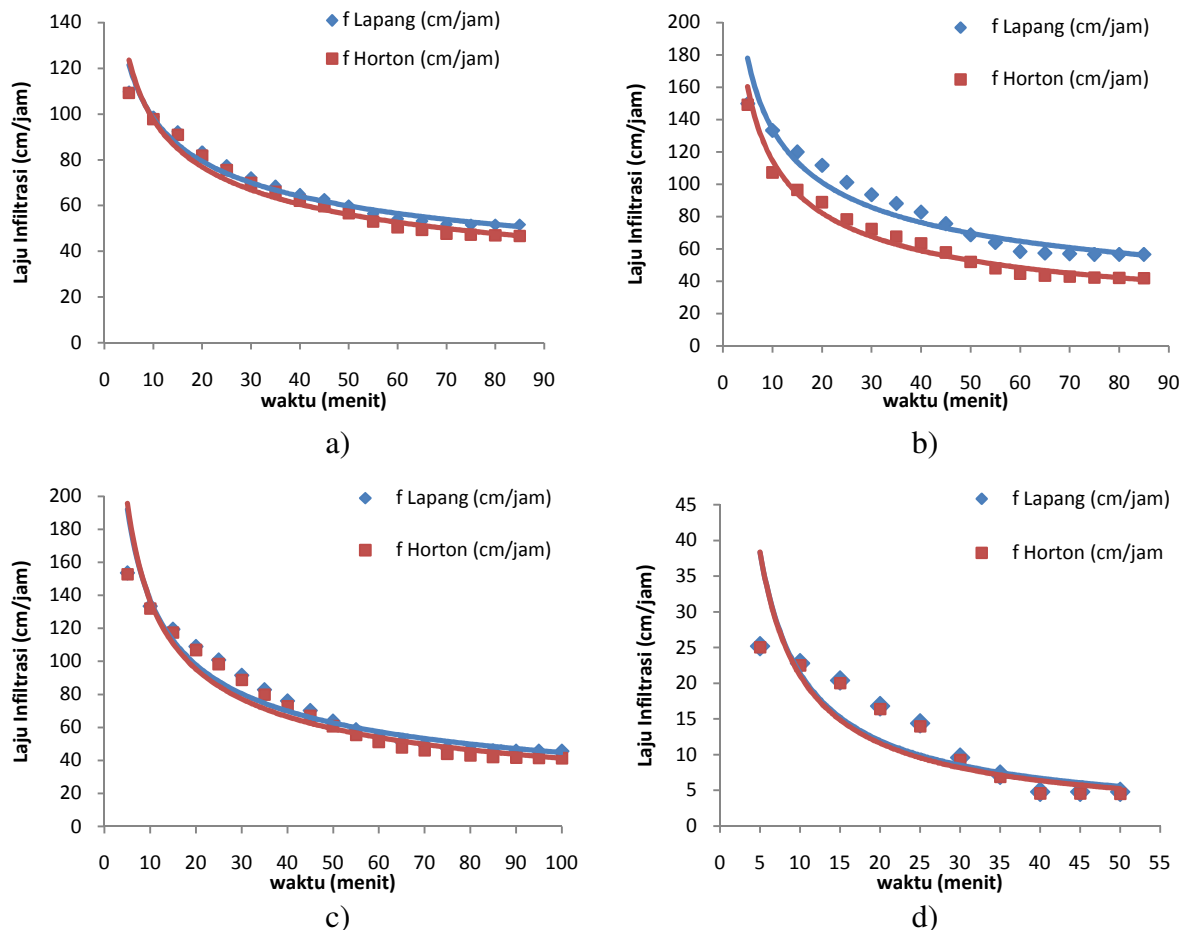 f Lapang (cm/jam)
f Horton (cm/jam)
Laju Infiltrasi (cm/jam)
140
120
100
80
60
40
20
0
0 10 20 30 40 50 60 70 80 90
waktu (menit)
a)
f Lapang (cm/jam)
f Horton (cm/jam)
Laju Infiltrasi (cm/jam)
200
180
160
140
120
100
80
60
40
20
0
0 10 20 30 40 50 60 70 80 90
waktu (menit)
b)
f Lapang (cm/jam)
f Horton (cm/jam)
Laju Infiltrasi (cm/jam)
200
180
160
140
120
100
80
60
40
20
0
0 10 20 30 40 50 60 70 80 90 100
waktu (menit)
c)
f Lapang (cm/jam)
f Horton (cm/jam
Laju Infiltrasi (cm/jam)
45
40
35
30
25
20
15
10
5
0
0 5 10 15 20 25 30 35 40 45 50 55
waktu (menit)
d)